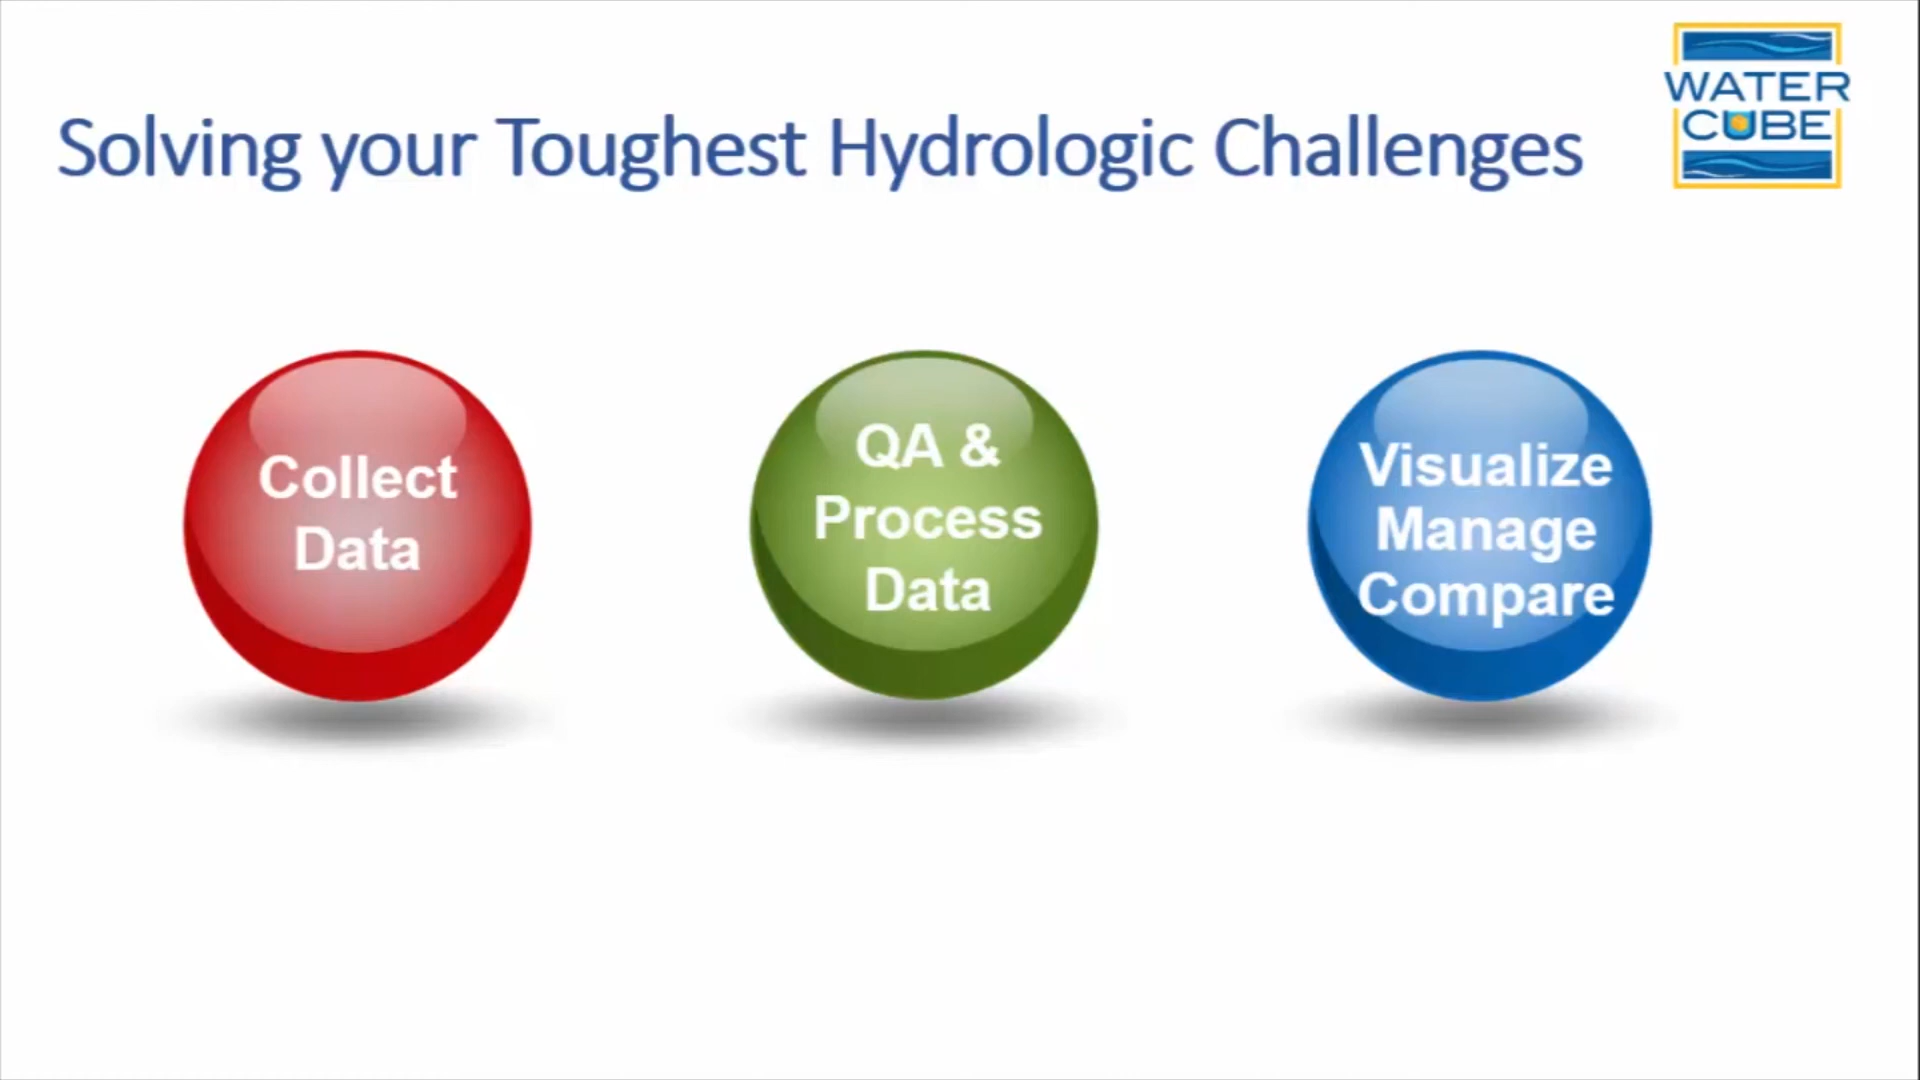 Solving your Toughest Hydrologic Challenges
WATER
CUBE
Collect
Data
QA &
Process
Data
Visualize
Manage
Compare